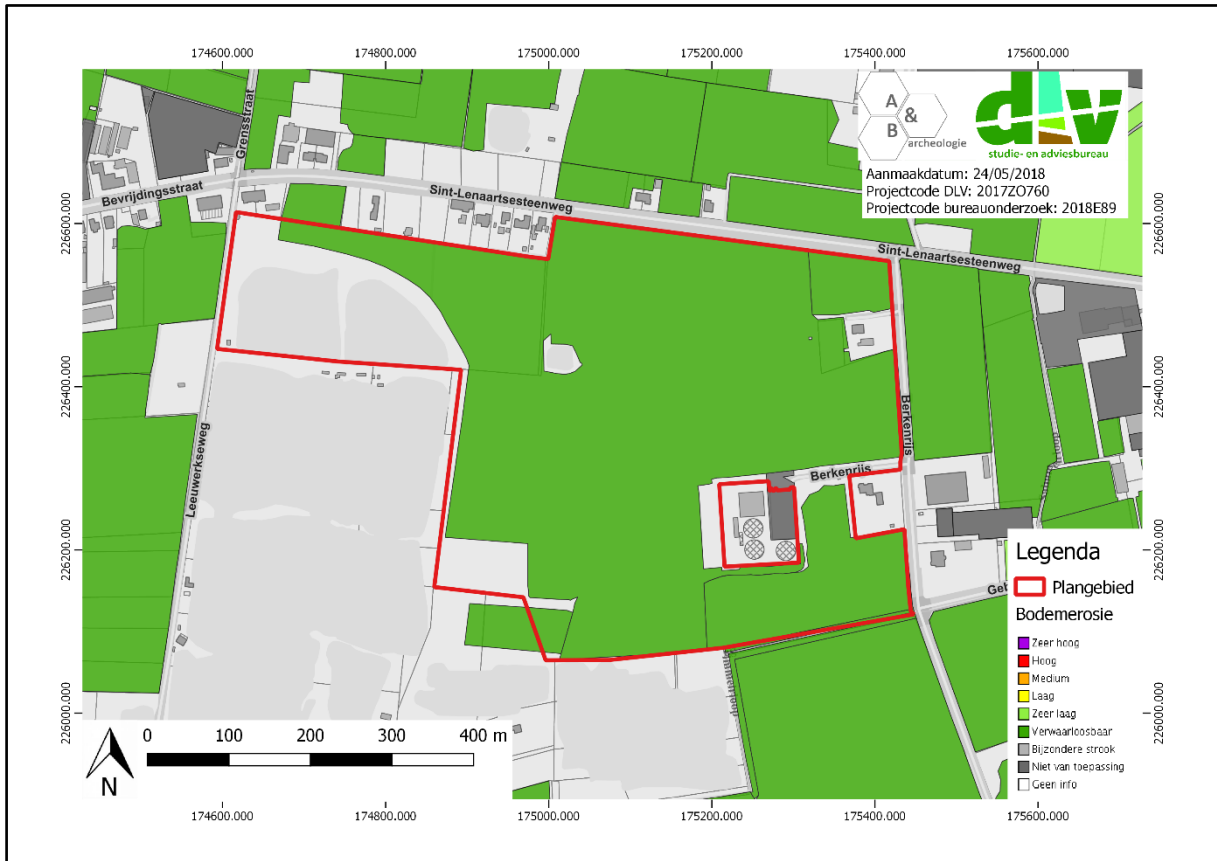 174600.000 174800.000 175000.000 175200.000 175400.000 175600.000
A
&
B
archeologie
dLv
studie- en adviesbureau
Aanmaakdatum: 24/05/2018
Projectcode DLV: 2017ZO760
Projectcode bureauonderzoek: 2018E89
Grensstraat
Bevrijdingsstraat
Sint-Lenaartsesteenweg
Sint-Lenaartsesteenweg
226600.000
226600.000
226400.000
226400.000
Berkenrijs
Berkenrijs
Leeuwerkseweg
226200.000
226200.000
Geb
226000.000
226000.000
Legenda
Plangebied
Bodemerosie
Zeer hoog
Hoog
Medium
Laag
Zeer laag
Verwaarloosbaar
Bijzondere strook
Niet van toepassing
Geen info
0 100 200 300 400 m
N
174600.000 174800.000 175000.000 175200.000 175400.000 175600.000